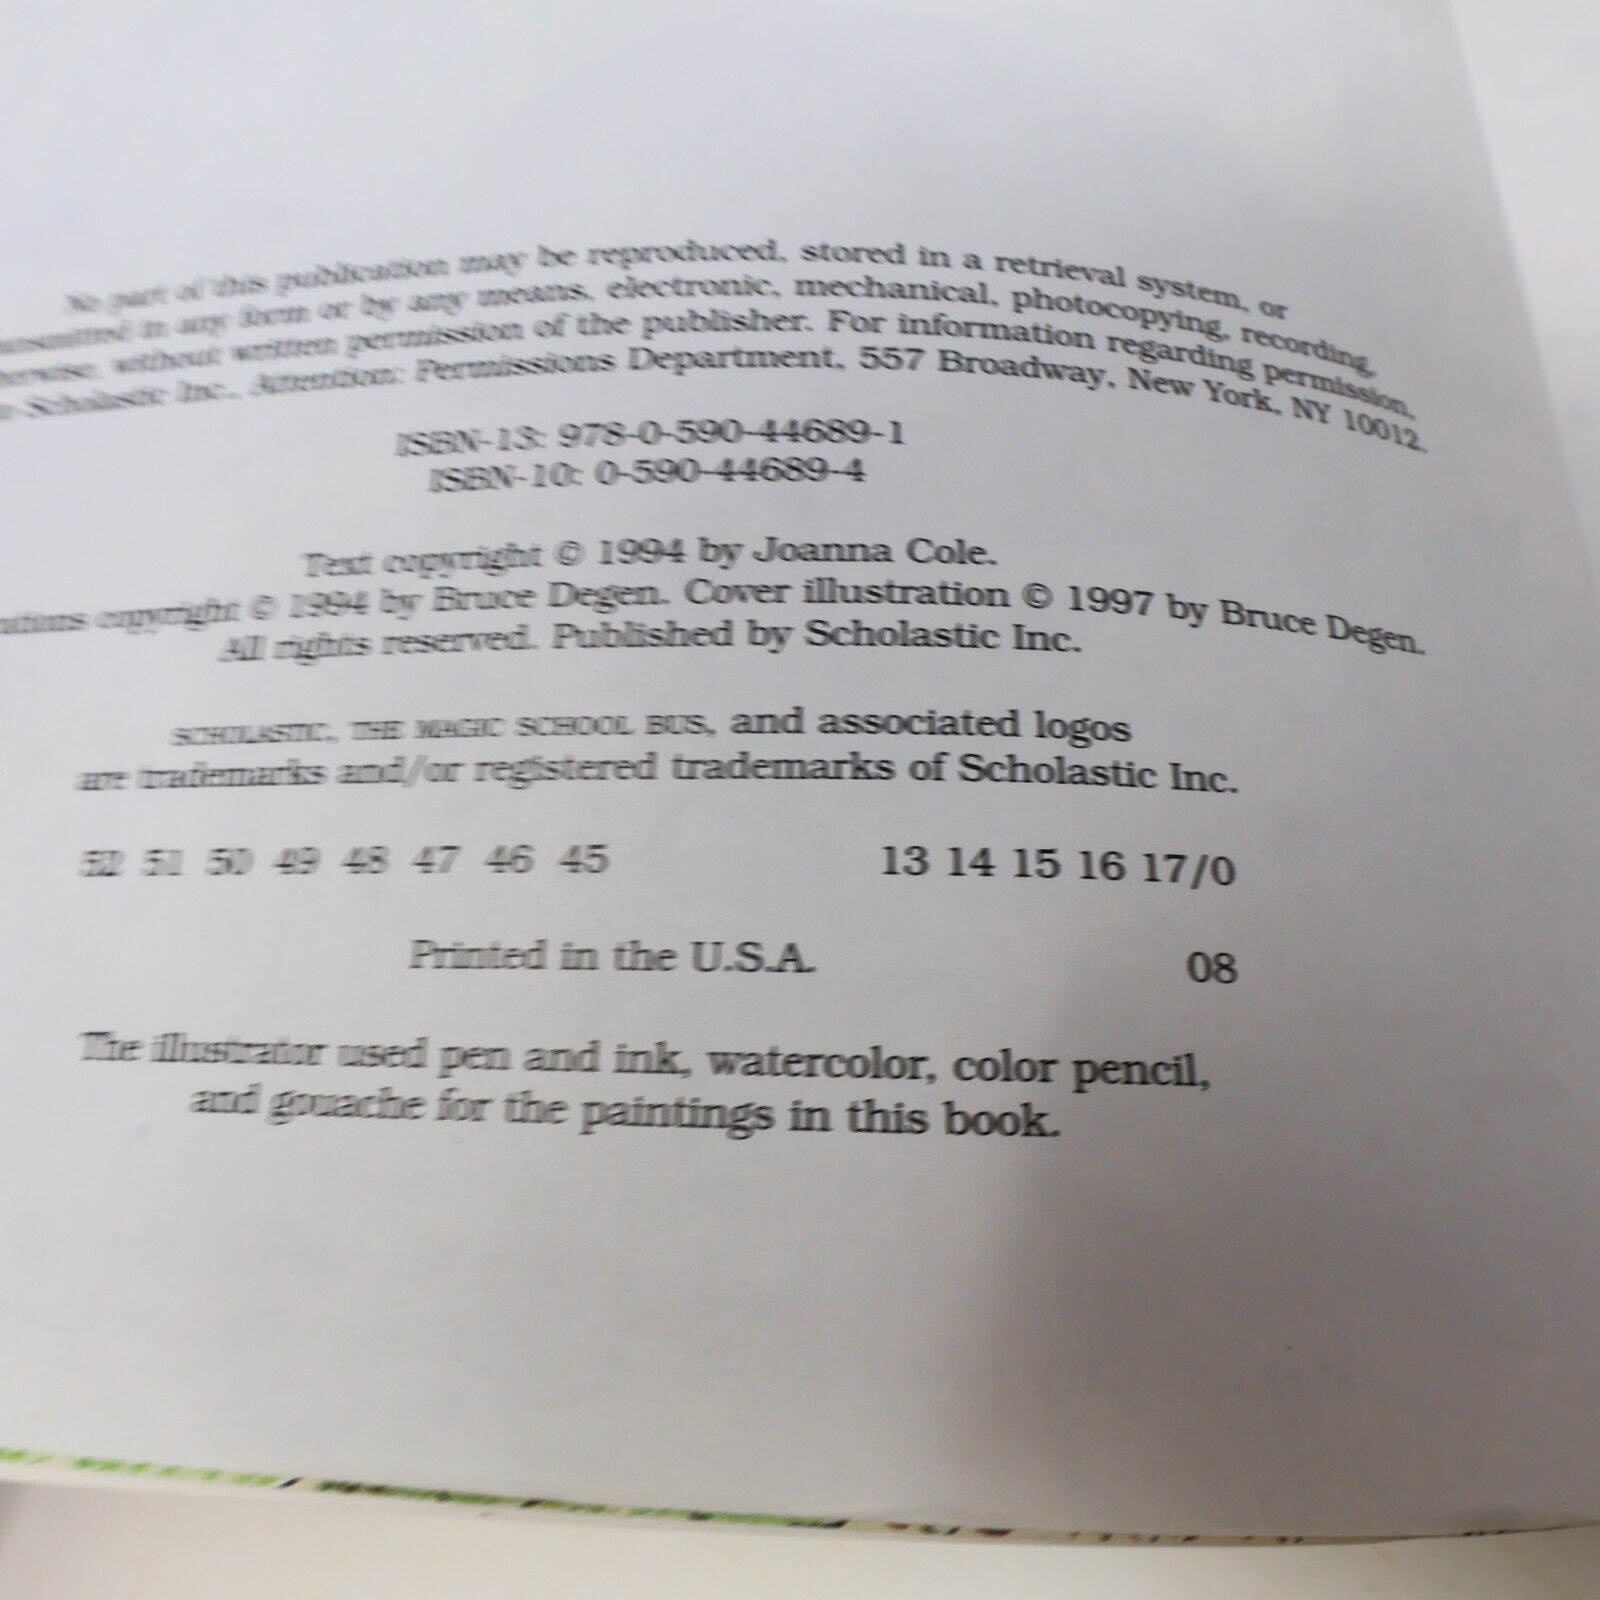 No part of this publication may be reproduced, stored in a retrieval system, or
in any form or by any means, electronic, mechanical, photocopying, recording,
without written permission of the publisher. For information regarding permission,
Scholastic Inc., Attention: Permissions Department, 557 Broadway, New York, NY 10012.
ISBN-13: 978-0-590-44689-1
ISBN-10: 0-590-44689-4
Text copyright © 1994 by Joanna Cole.
copyright © 1994 by Bruce Degen. Cover illustration © 1997 by Bruce Degen.
All rights reserved. Published by Scholastic Inc.
SCHOLASTIC, THE MAGIC SCHOOL BUS, and associated logos
are trademarks and/or registered trademarks of Scholastic Inc.
52 51 50 49 48 47 46 45 13 14 15 16 17/0
Printed in the U.S.A. 08
The illustrator used pen and ink, watercolor, color pencil,
and gouache for the paintings in this book.